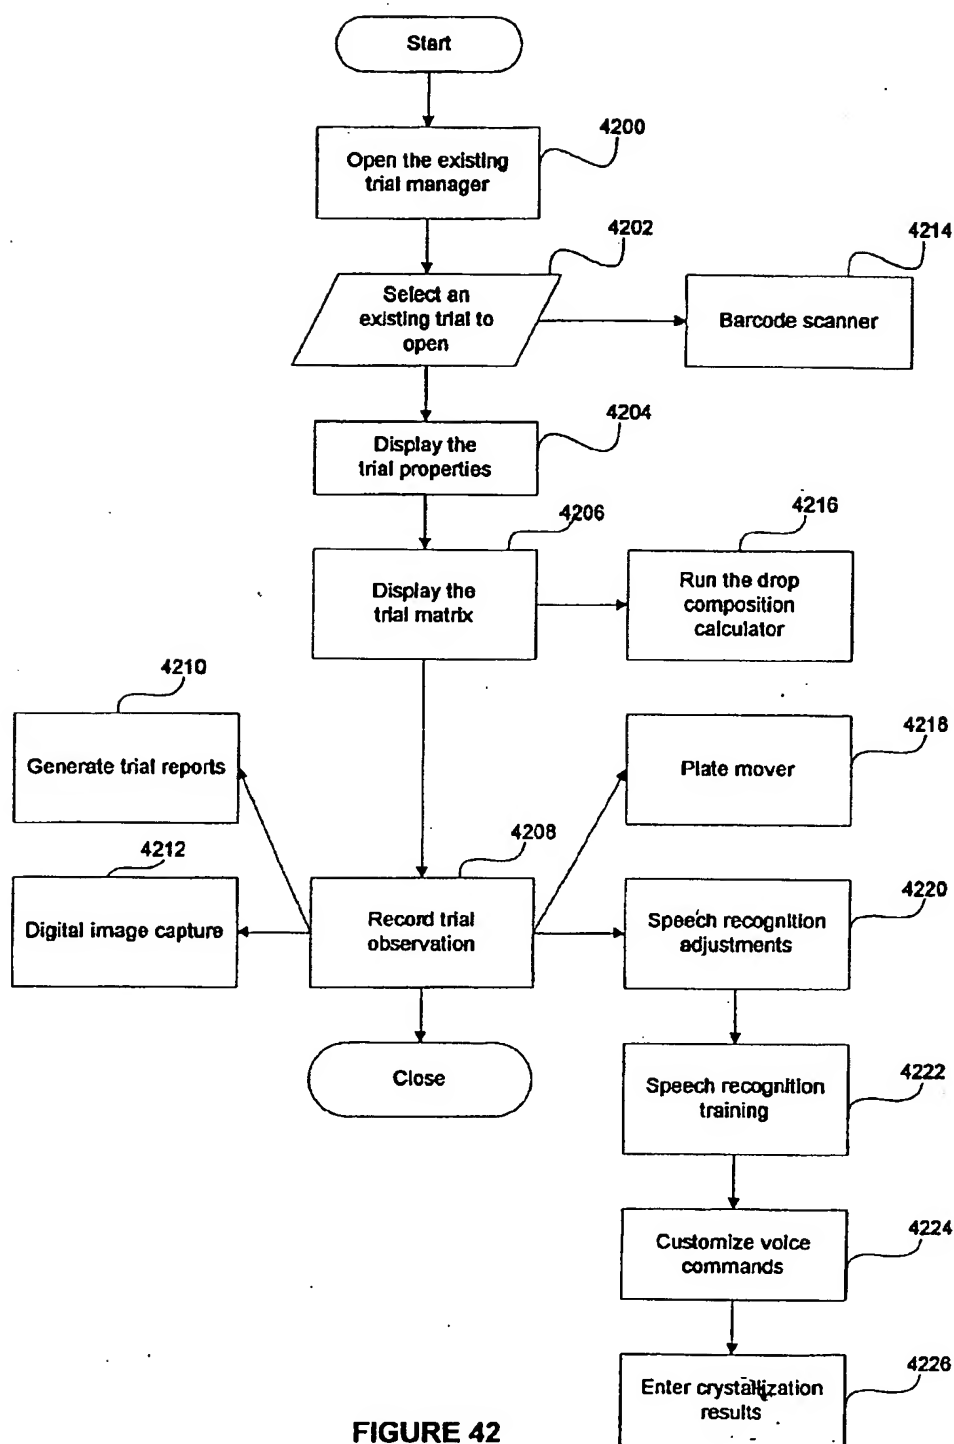 Start
4200
Open the existing
trial manager
4202
4214
Select an
existing trial to
open
Barcode scanner
4204
Display the
trial properties
4206
4216
Display the
trial matrix
Run the drop
composition
calculator
4210
4218
Generate trial reports
Plate mover
4208
4212
4220
Digital image capture
Record trial
observation
Speech recognition
adjustments
Close
4222
Speech recognition
training
4224
Customize voice
commands
4226
Enter crystallization
results
FIGURE 42